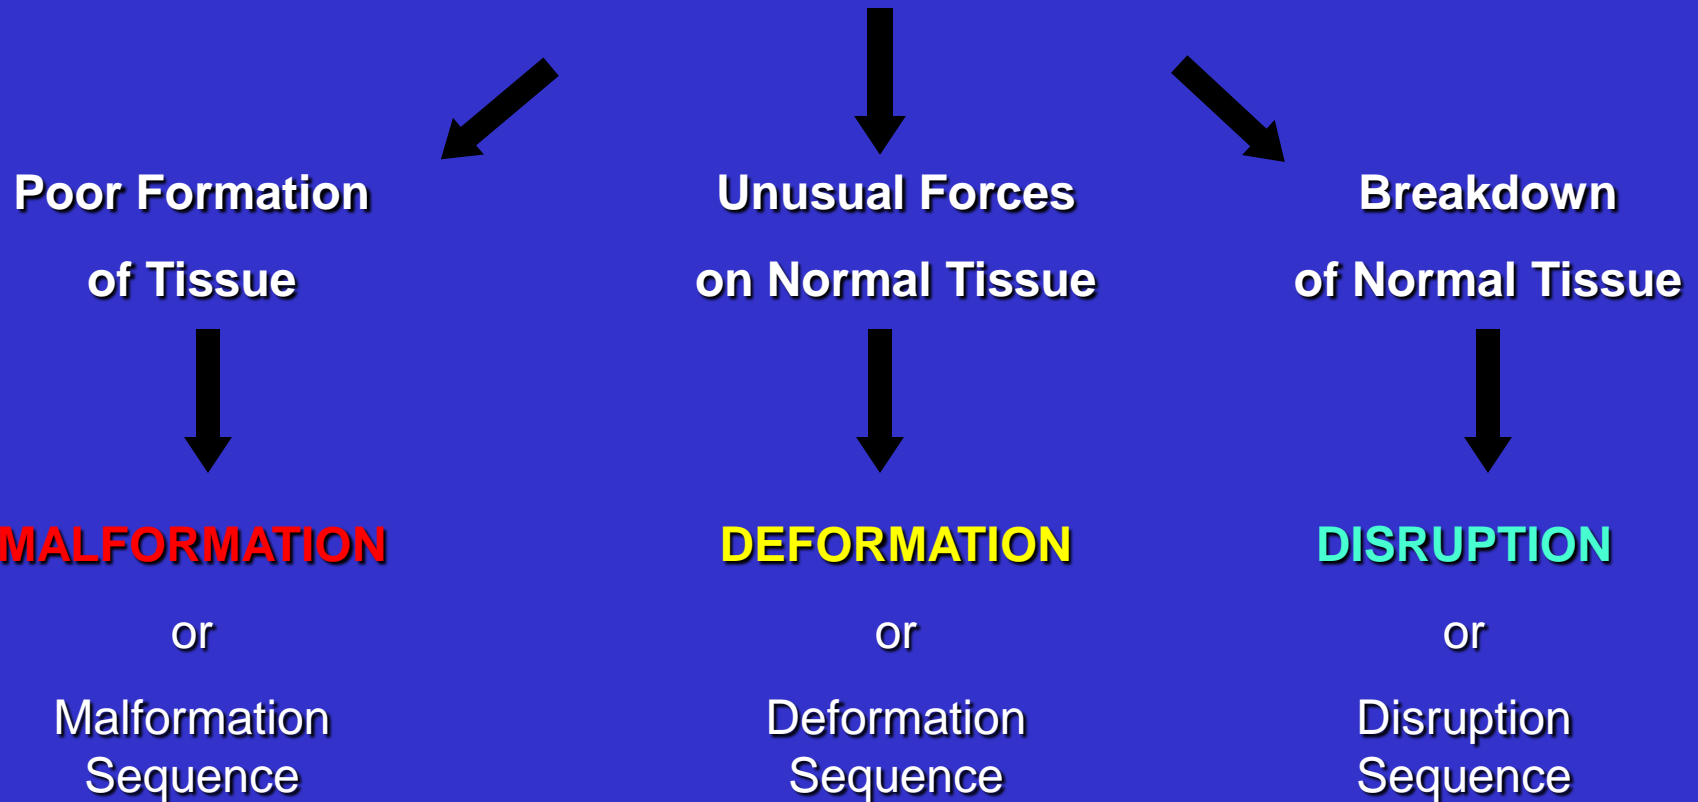 Poor Formation
of Tissue
Unusual Forces
on Normal Tissue
Breakdown
of Normal Tissue
MALFORMATION
or
Malformation
Sequence
DEFORMATION
or
Deformation
Sequence
DISRUPTION
or
Disruption
Sequence